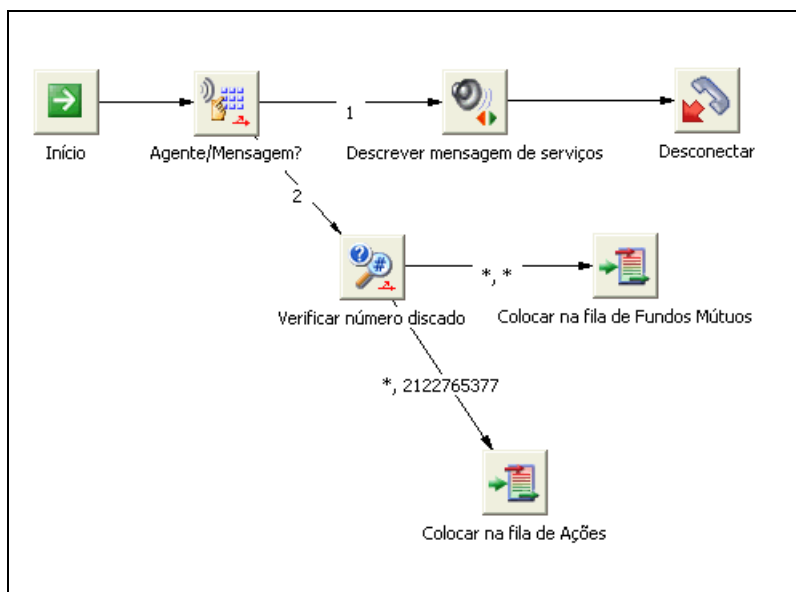 1
Início
Agente/Mensagem?
Descrever mensagem de serviços
Desconectar
2
*, *
Verificar número discado
Colocar na fila de Fundos Mútuos
*, 2122765377
Colocar na fila de Ações